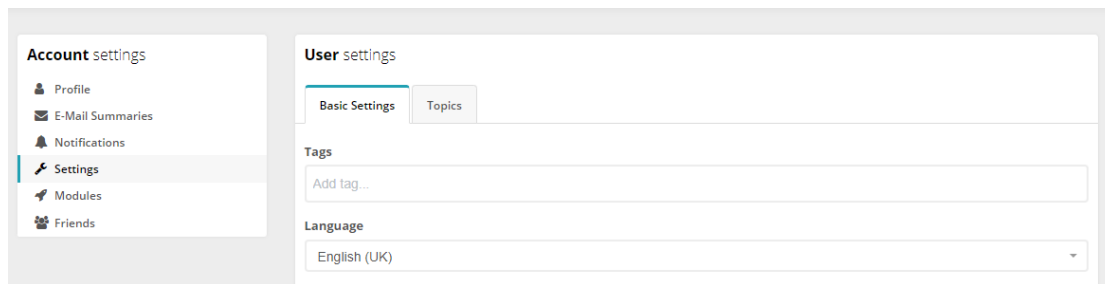 Account settings
Profile
E-Mail Summaries
Notifications
Settings
Modules
Friends
User settings
Basic Settings
Topics
Tags
Add tag...
Language
English (UK)